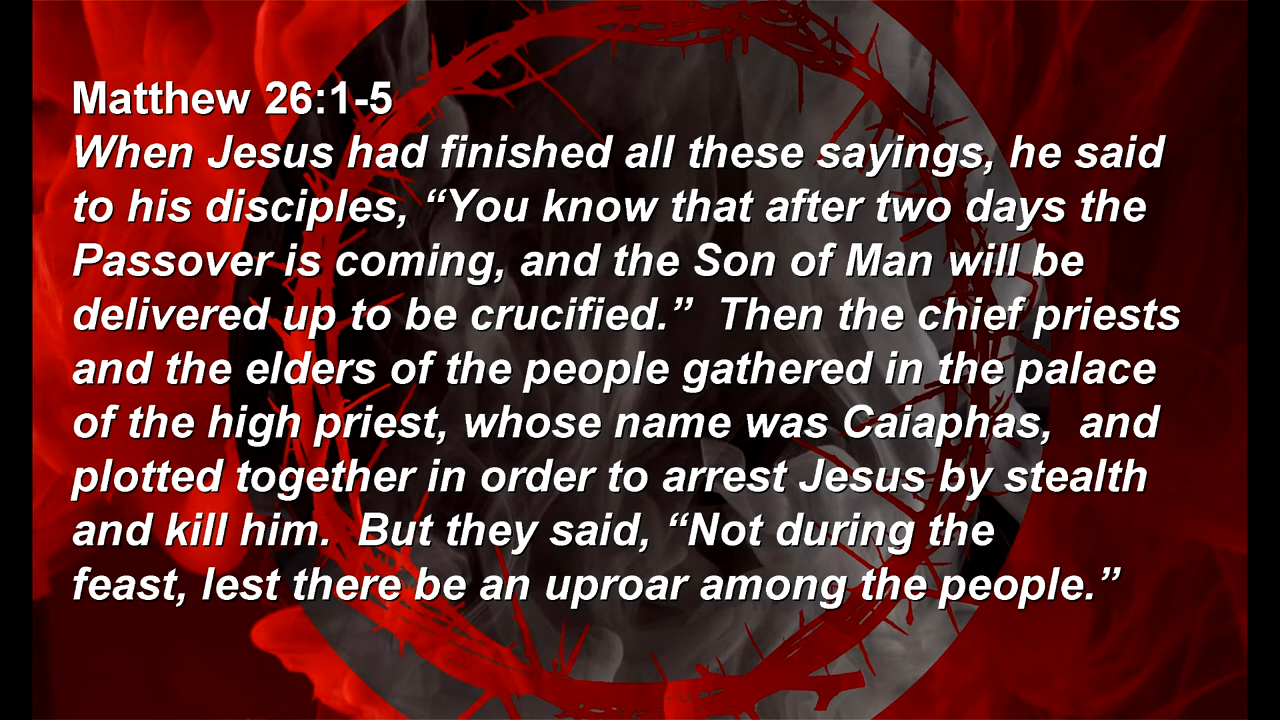 Matthew 26:1-5
When Jesus had finished all these sayings, he said
to his disciples, “You know that after two days the
Passover is coming, and the Son of Man will be
delivered up to be crucified.”  Then the chief priests
and the elders of the people gathered in the palace
of the high priest, whose name was Caiaphas,  and
plotted together in order to arrest Jesus by stealth
and kill him.  But they said, “Not during the
feast, lest there be an uproar among the people.”